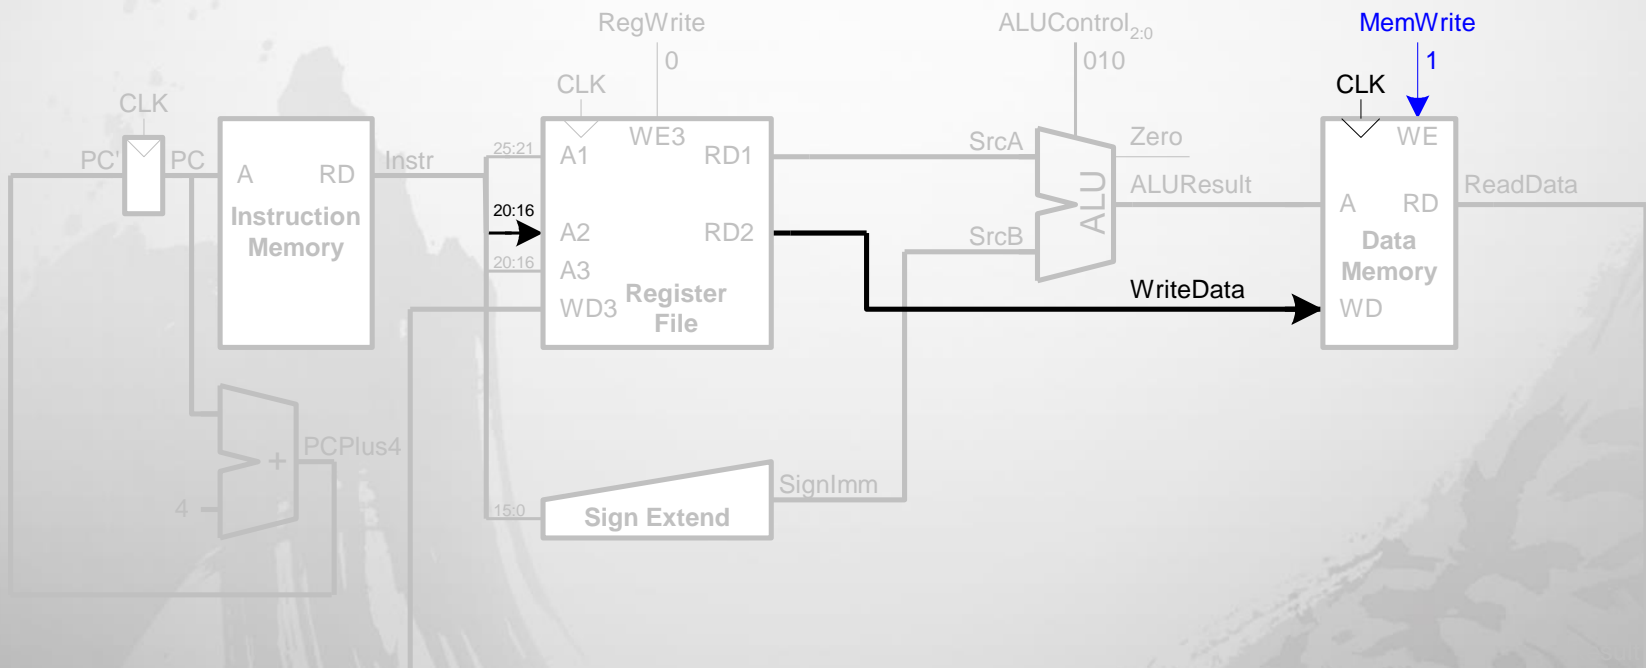 RegWrite
ALUControl2:0
MemWrite
0
010
1
CLK
CLK
CLK
PC'
PC
A
RD
Instruction
Memory
Instr
25:21
20:16
20:16
15:0
A1
WE3
RD1
A2
RD2
A3
WD3
Register
File
SrcA
SrcB
ALU
Zero
ALUResult
WriteData
WE
A
RD
Data
Memory
WD
ReadData
PCPlus4
+
4
SignImm
Sign Extend